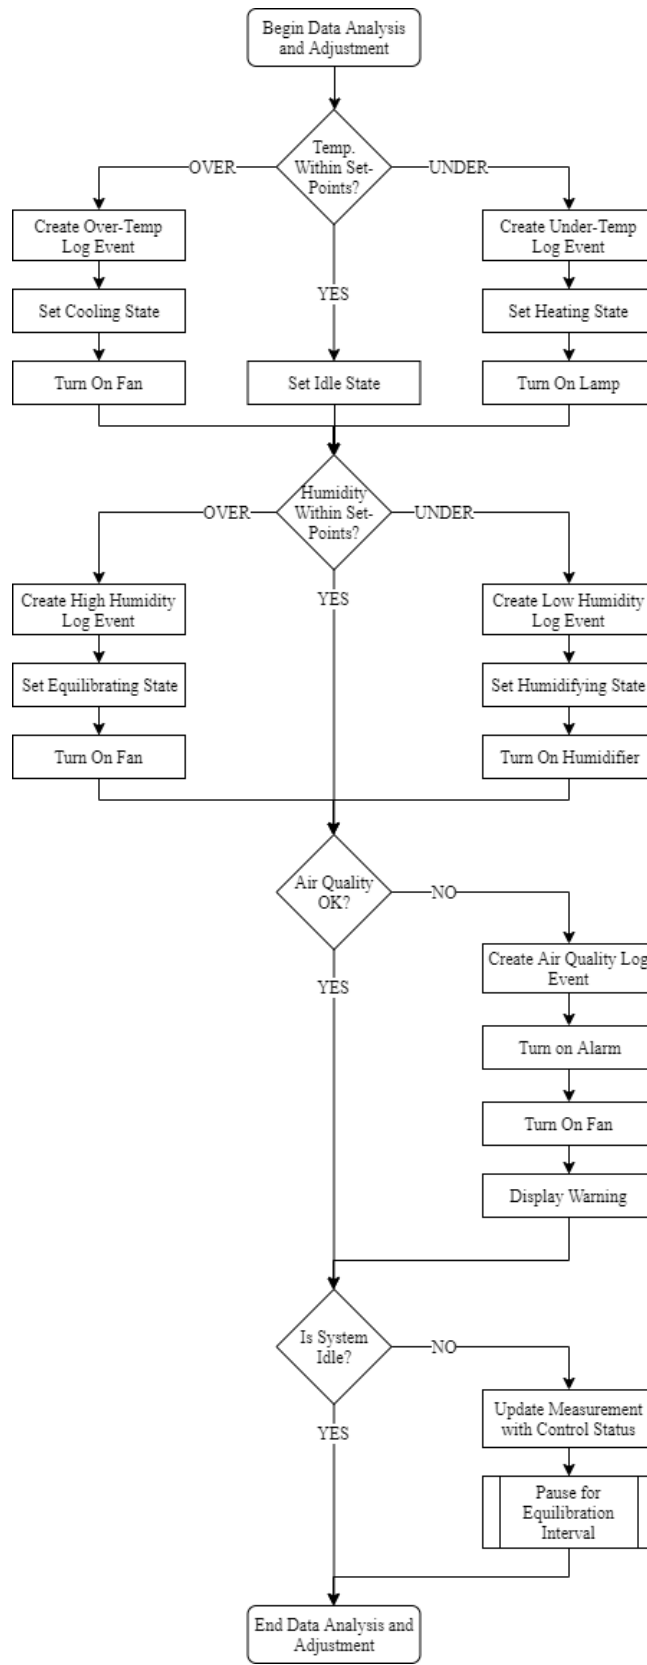 Begin Data Analysis
and Adjustment
Temp.
Within Set-
Points?
OVER
UNDER
Create Over-Temp
Log Event
Create Under-Temp
Log Event
Set Cooling State
YES
Set Heating State
Turn On Fan
Set Idle State
Turn On Lamp
Humidity
Within Set-
Points?
OVER
UNDER
YES
Create High Humidity
Log Event
Create Low Humidity
Log Event
Set Equilibrating State
Set Humidifying State
Turn On Fan
Turn On Humidifier
Air Quality
OK?
NO
YES
Create Air Quality Log
Event
Turn on Alarm
Turn On Fan
Display Warning
Is System
Idle?
NO
YES
Update Measurement
with Control Status
Pause for
Equilibration
Interval
End Data Analysis and
Adjustment